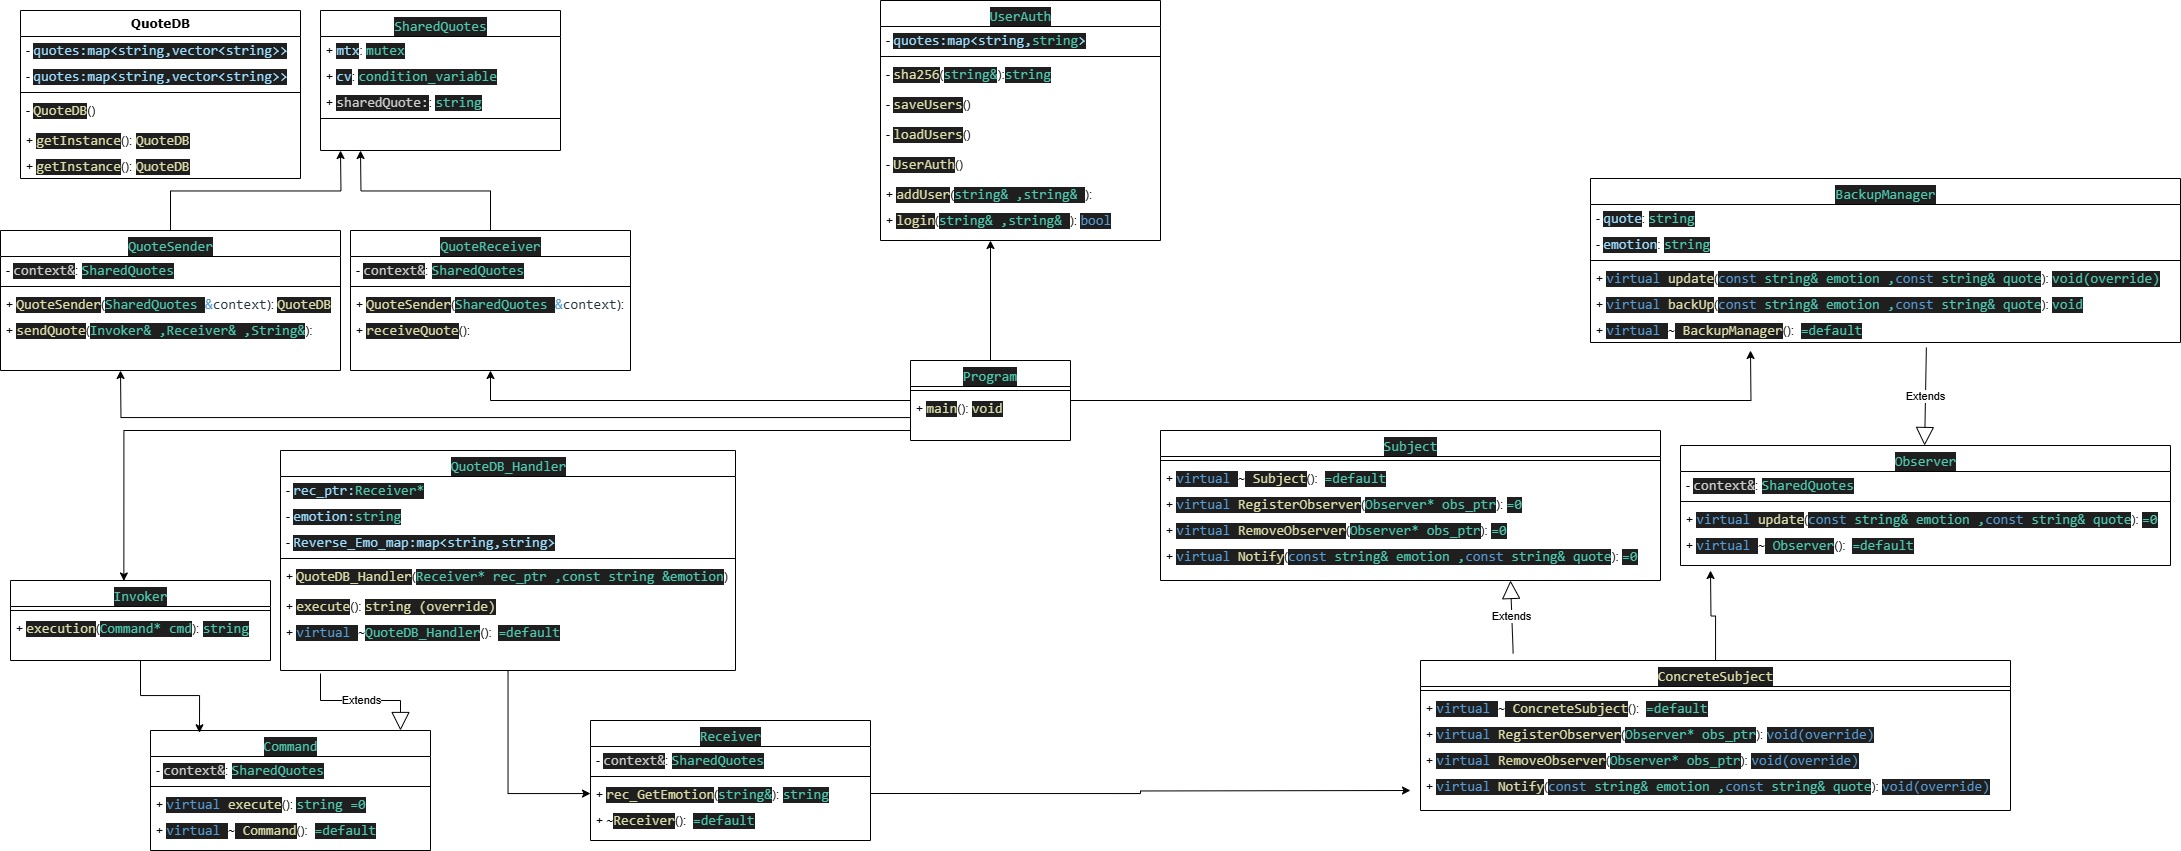 QuoteDB
- quotes:map<string,vector<string>>
- quotes:map<string,vector<string>>
- QuoteDB()
+ getInstance(): QuoteDB
+ getInstance(): QuoteDB
SharedQuotes
+ mtx: mutex
+ cv: condition_variable
+ sharedQuote:: string
UserAuth
- quotes:map<string,string>
- sha256(string&):string
- saveUsers()
- loadUsers()
- UserAuth()
+ addUser(string& ,string& ):
+ login(string& ,string& ): bool
BackupManager
- quote: string
- emotion: string
+ virtual update(const string& emotion ,const string& quote): void(override)
+ virtual backUp(const string& emotion ,const string& quote): void
+ virtual ~ BackupManager(): =default
QuoteSender
- context&: SharedQuotes
+ QuoteSender(SharedQuotes &context): QuoteDB
+ sendQuote(Invoker& ,Receiver& ,String&):
QuoteReceiver
- context&: SharedQuotes
+ QuoteSender(SharedQuotes &context):
+ receiveQuote():
Program
+ main(): void
Extends
QuoteDB_Handler
- rec_ptr:Receiver*
- emotion:string
- Reverse_Emo_map:map<string,string>
+ QuoteDB_Handler(Receiver* rec_ptr ,const string &emotion)
+ execute(): string (override)
+ virtual ~QuoteDB_Handler(): =default
Subject
+ virtual ~ Subject(): =default
+ virtual RegisterObserver(Observer* obs_ptr): =0
+ virtual RemoveObserver(Observer* obs_ptr): =0
+ virtual Notify(const string& emotion ,const string& quote): =0
Observer
- context&: SharedQuotes
+ virtual update(const string& emotion ,const string& quote): =0
+ virtual ~ Observer(): =default
Invoker
+ execution(Command* cmd): string
Extends
Extends
Command
- context&: SharedQuotes
+ virtual execute(): string =0
+ virtual ~ Command(): =default
Receiver
- context&: SharedQuotes
+ rec_GetEmotion(string&): string
+ ~Receiver(): =default
ConcreteSubject
+ virtual ~ ConcreteSubject(): =default
+ virtual RegisterObserver(Observer* obs_ptr): void(override)
+ virtual RemoveObserver(Observer* obs_ptr): void(override)
+ virtual Notify(const string& emotion ,const string& quote): void(override)